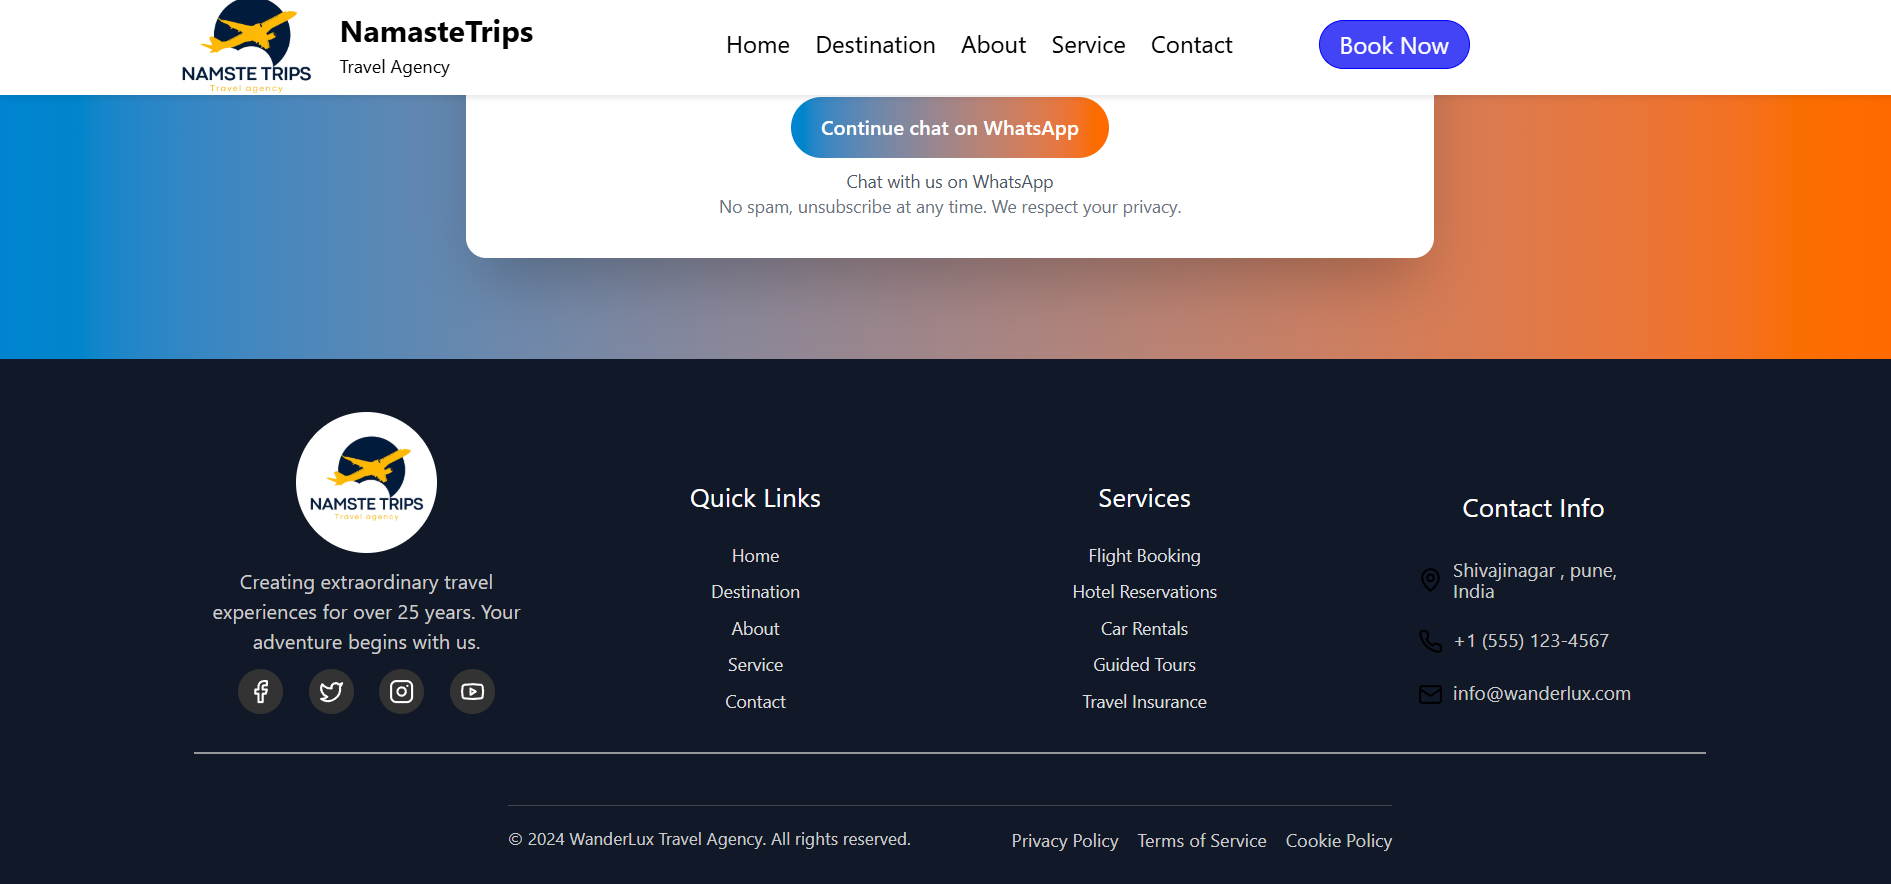 NAMSTE TRIPS
Travel agency
NamasteTrips
Travel Agency
Home Destination About Service Contact
Book Now
Continue chat on WhatsApp
Chat with us on WhatsApp
No spam, unsubscribe at any time. We respect your privacy.
NAMSTE TRIPS
Travel agency
Creating extraordinary travel
experiences for over 25 years. Your
adventure begins with us.
Quick Links
Home
Destination
About
Service
Contact
Services
Flight Booking
Hotel Reservations
Car Rentals
Guided Tours
Travel Insurance
Contact Info
Shivajinagar , pune,
India
+1 (555) 123-4567
info@wanderlux.com
© 2024 WanderLux Travel Agency. All rights reserved.
Privacy Policy Terms of Service Cookie Policy